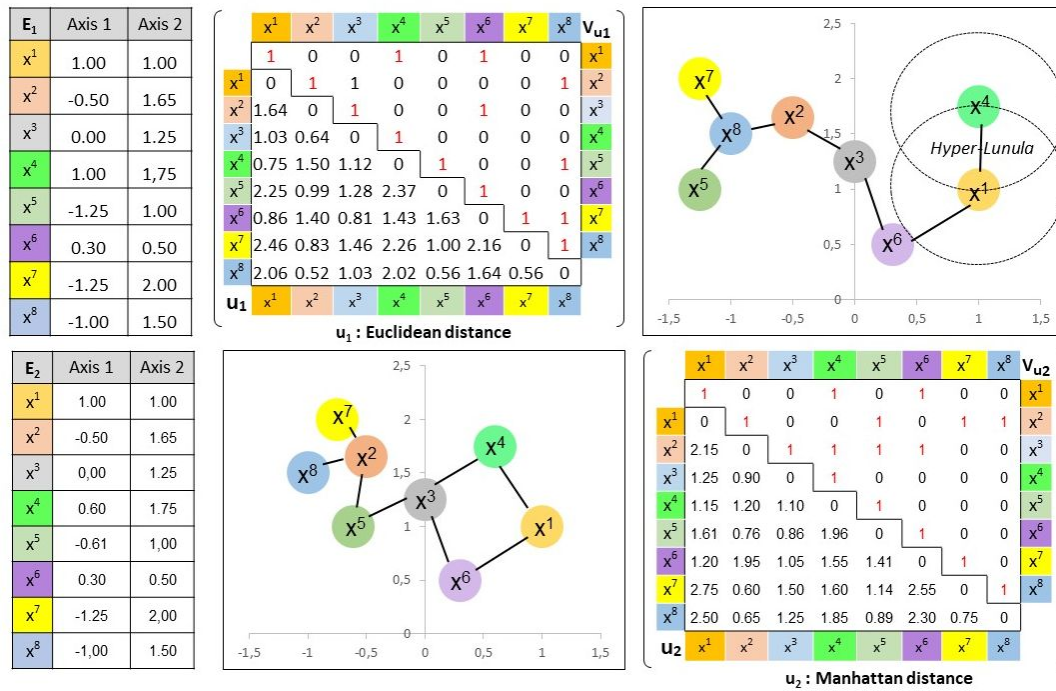 E₁ Axis 1 Axis 2
x¹ 1.00 1.00
x² -0.50 1.65
x³ 0.00 1.25
x⁴ 1.00 1,75
x⁵ -1.25 1.00
x⁶ 0.30 0.50
x⁷ -1.25 2.00
x⁸ -1.00 1.50
x¹ x² x³ x⁴ x⁵ x⁶ x⁷ x⁸ Vᵤ₁
1 0 0 1 0 1 0 0 x¹
x¹ 0 1 1 0 0 0 0 1 x²
x² 1.64 0 1 0 0 1 0 0 x³
x³ 1.03 0.64 0 1 0 0 0 0 x⁴
x⁴ 0.75 1.50 1.12 0 1 0 0 1 x⁵
x⁵ 2.25 0.99 1.28 2.37 0 1 0 0 x⁶
x⁶ 0.86 1.40 0.81 1.43 1.63 0 1 1 x⁷
x⁷ 2.46 0.83 1.46 2.26 1.00 2.16 0 1 x⁸
x⁸ 2.06 0.52 1.03 2.02 0.56 1.64 0.56 0
u₁ x¹ x² x³ x⁴ x⁵ x⁶ x⁷ x⁸
u₁ : Euclidean distance
2,5
x⁷ 2
x⁴
x⁸ x² 1,5
Hyper-Lunula
x³
x⁵ 1 x¹
0,5 x⁶
0
-1,5 -1 -0,5 0 0,5 1 1,5
E₂ Axis 1 Axis 2
x¹ 1.00 1.00
x² -0.50 1.65
x³ 0,00 1.25
x⁴ 0.60 1.75
x⁵ -0.61 1,00
x⁶ 0.30 0.50
x⁷ -1.25 2,00
x⁸ -1,00 1.50
2,5
x⁷ 2
x⁴
x⁸ x² 1,5
x³
x⁵ 1 x¹
0,5 x⁶
0
-1,5 -1 -0,5 0 0,5 1 1,5
x¹ x² x³ x⁴ x⁵ x⁶ x⁷ x⁸ Vᵤ₂
1 0 0 1 0 1 0 0 x¹
x¹ 0 1 0 0 1 0 1 1 x²
x² 2.15 0 1 1 1 1 0 0 x³
x³ 1.25 0,90 0 1 0 0 0 0 x⁴
x⁴ 1.15 1.20 1.10 0 1 0 0 0 x⁵
x⁵ 1.61 0.76 0.86 1.96 0 1 0 0 x⁶
x⁶ 1.20 1.95 1.05 1.55 1.41 0 1 0 x⁷
x⁷ 2.75 0.60 1.50 1.60 1.14 2.55 0 1 x⁸
x⁸ 2.50 0.65 1.25 1.85 0.89 2.30 0.75 0
u₂ x¹ x² x³ x⁴ x⁵ x⁶ x⁷ x⁸
u₂ : Manhattan distance